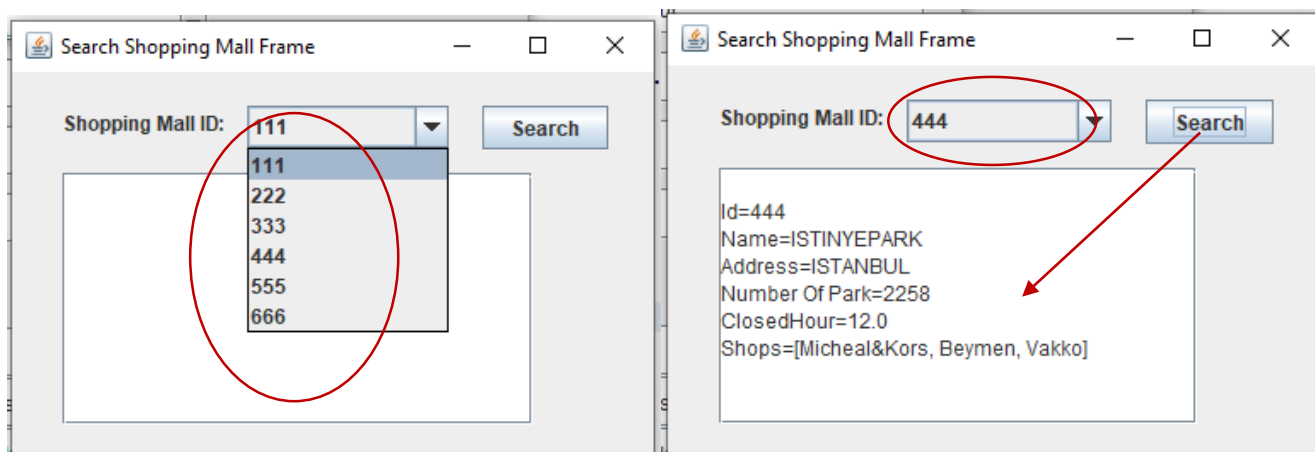 Search Shopping Mall Frame
Shopping Mall ID:
111
Search
111
222
333
444
555
666
Search Shopping Mall Frame
Shopping Mall ID:
444
Search
Id=444
Name=ISTINYEPARK
Address=ISTANBUL
Number Of Park=2258
ClosedHour=12.0
Shops=[Micheal&Kors, Beymen, Vakko]